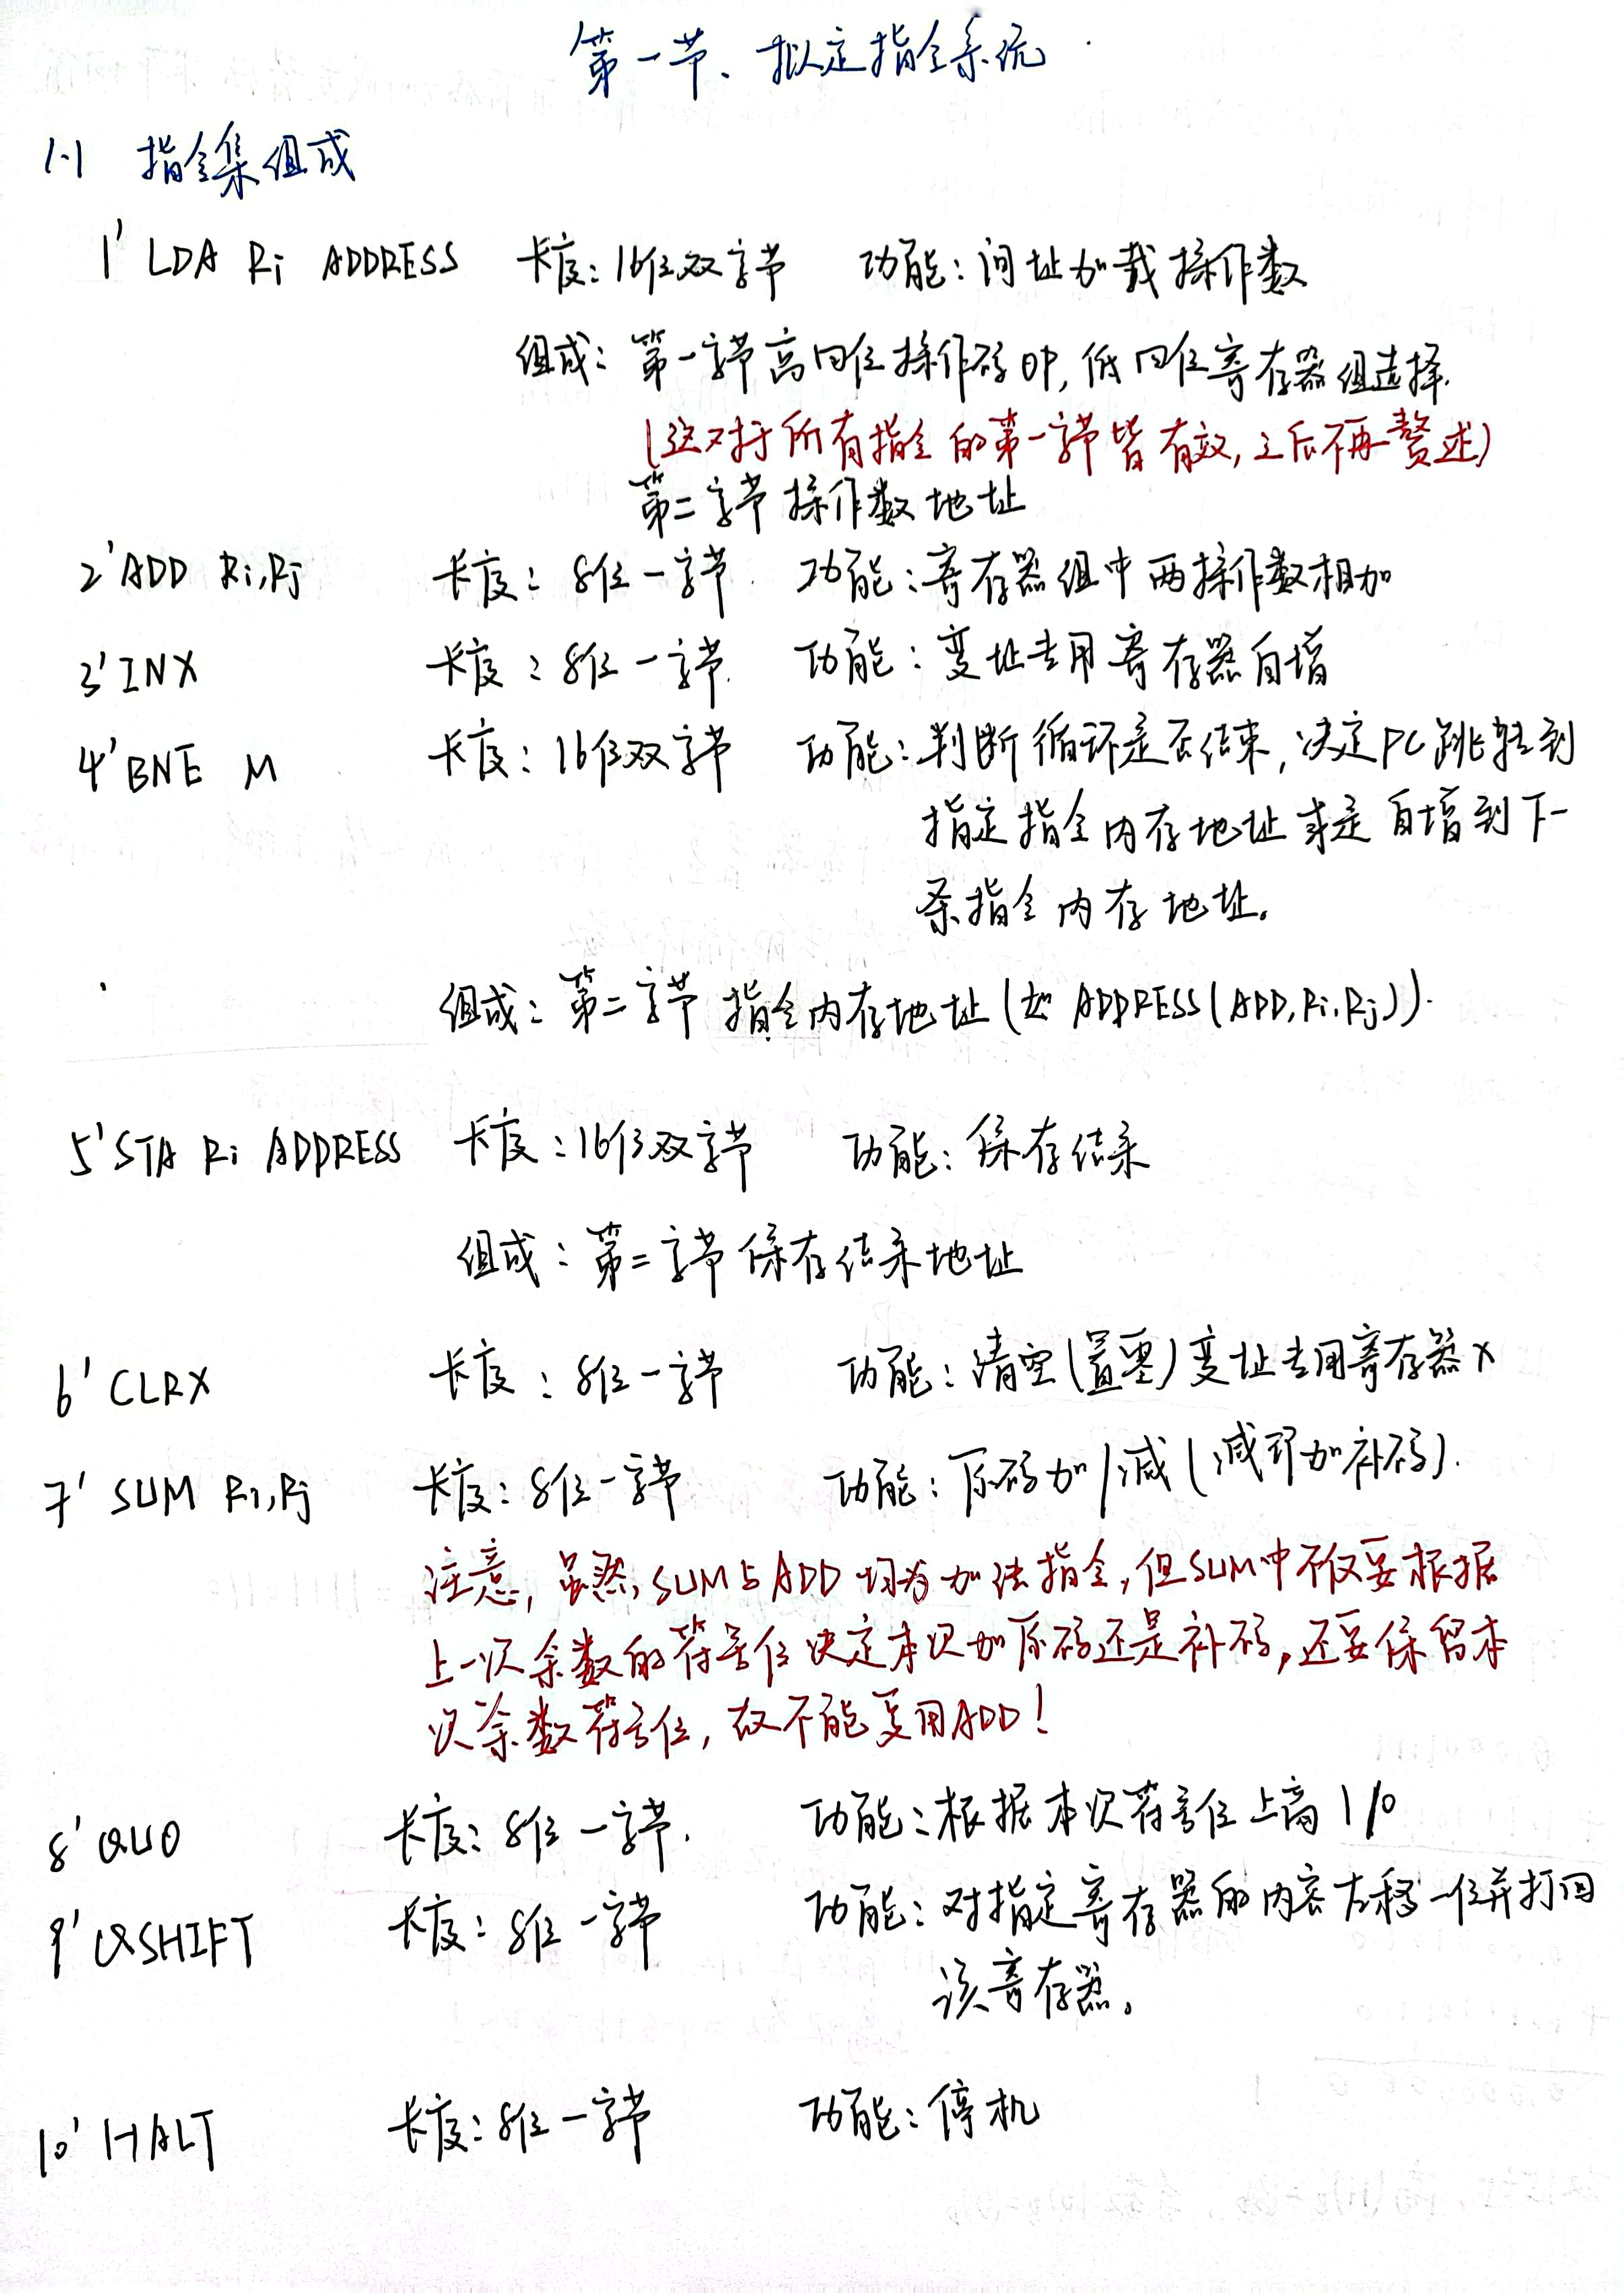 第一节、拟定指令系统
1.1 指令集组成
1' LDA Ri ADDRESS 长度：16位双字节 功能：间址加载操作数
组成：第一字节高四位操作码OP，低四位寄存器组选择.
(这对于所有指令的第一字节皆有效，之后不再赘述)
第二字节操作数地址
2' ADD Ri,Rj 长度：8位一字节. 功能：寄存器组中两操作数相加
3' INX 长度：8位一字节. 功能：变址专用寄存器自增
4' BNE M 长度：16位双字节 功能：判断循环是否结束，决定PC跳转到
指定指令内存地址或是自增到下一
条指令内存地址。
组成：第二字节 指令内存地址(如 ADDRESS(ADD,Ri,Rj)).
5' STA Ri ADDRESS 长度：16位双字节 功能：保存结果
组成：第二字节保存结果地址
6' CLRX 长度：8位一字节 功能：清空(置零)变址专用寄存器X
7' SUM Ri,Rj 长度：8位一字节 功能：原码加/减(减即加补码).
注意，虽然，SUM与ADD均为加法指令，但SUM中不仅要根据
上一次余数的符号位决定本次加原码还是补码，还要保留本
次余数符号位，故不能复用ADD！
8' QUO 长度：8位一字节. 功能：根据本次符号位上商1/0
9' QSHIFT 长度：8位一字节 功能：对指定寄存器的内容左移一位并打回
该寄存器。
10' HALT 长度：8位一字节 功能：停机